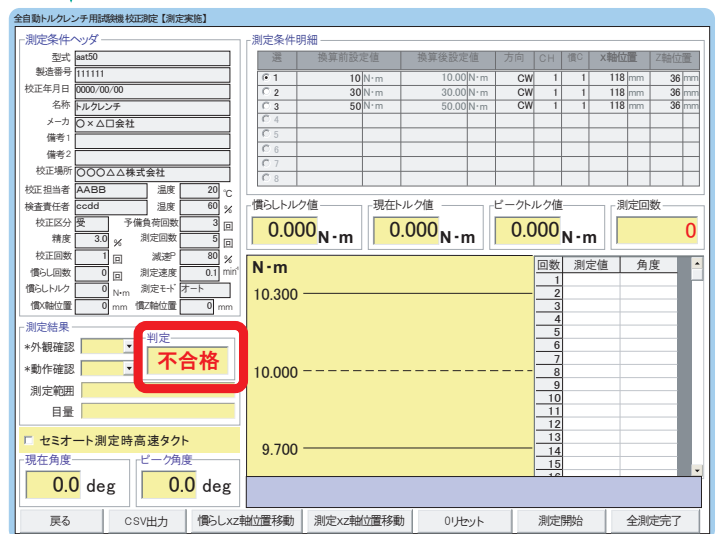 全自動トルクレンチ用試験機 校正測定【測定実施】
測定条件ヘッダ
型式 aat50
製造番号 111111
校正年月日 0000/00/00
名称 トルクレンチ
メーカ ○×△□会社
備考1
備考2
校正場所 〇〇〇△△株式会社
校正担当者 AABB 温度 20 ℃
検査責任者 ccdd 湿度 60 %
校正区分 受 予備負荷回数 3 回
精度 3.0 % 測定回数 5 回
校正回数 1 回 減速P 80 %
慣らし回数 0 回 測定速度 0.1 min
慣らしトルク 0 N・m 測定モード オート
慣X軸位置 0 mm 慣Z軸位置 0 mm
測定条件明細
選 換算前設定値 換算後設定値 方向 CH 慣C X軸位置 Z軸位置
1 10 N・m 10.00 N・m CW 1 1 118 mm 36 mm
2 30 N・m 30.00 N・m CW 1 1 118 mm 36 mm
3 50 N・m 50.00 N・m CW 1 1 118 mm 36 mm
4
5
6
7
8
慣らしトルク値 現在トルク値 ピークトルク値 測定回数
0.000 N・m 0.000 N・m 0.000 N・m 0
測定結果
*外観確認
*動作確認
測定範囲
目量
判定
不合格
セミオート測定時高速タクト
現在角度 ピーク角度
0.0 deg 0.0 deg
N・m
10.300
10.000
9.700
回数 測定値 角度
1
2
3
4
5
6
7
8
9
10
11
12
13
14
15
戻る CSV出力 慣らしxz軸位置移動 測定xz軸位置移動 0リセット 測定開始 全測定完了